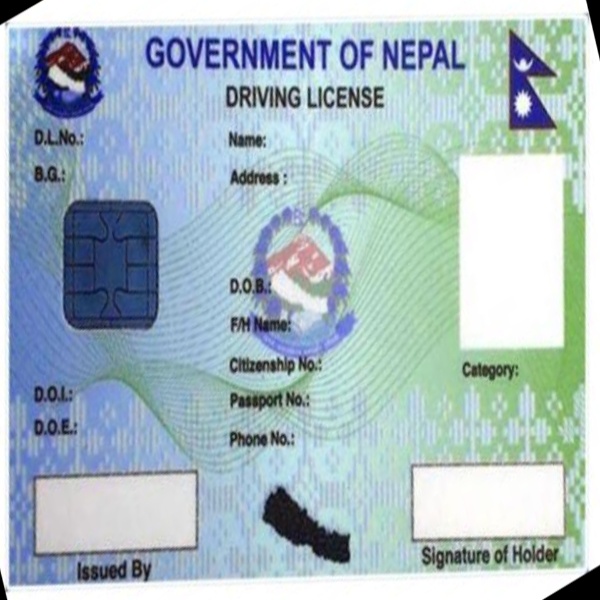 GOVERNMENT OF NEPAL
DRIVING LICENSE
D.L.No.:
Name:
B.G.:
Address :
D.O.B.:
F/H Name:
Citizenship No.:
Category:
D.O.I.:
Passport No.:
D.O.E.:
Phone No.:
Issued By
Signature of Holder